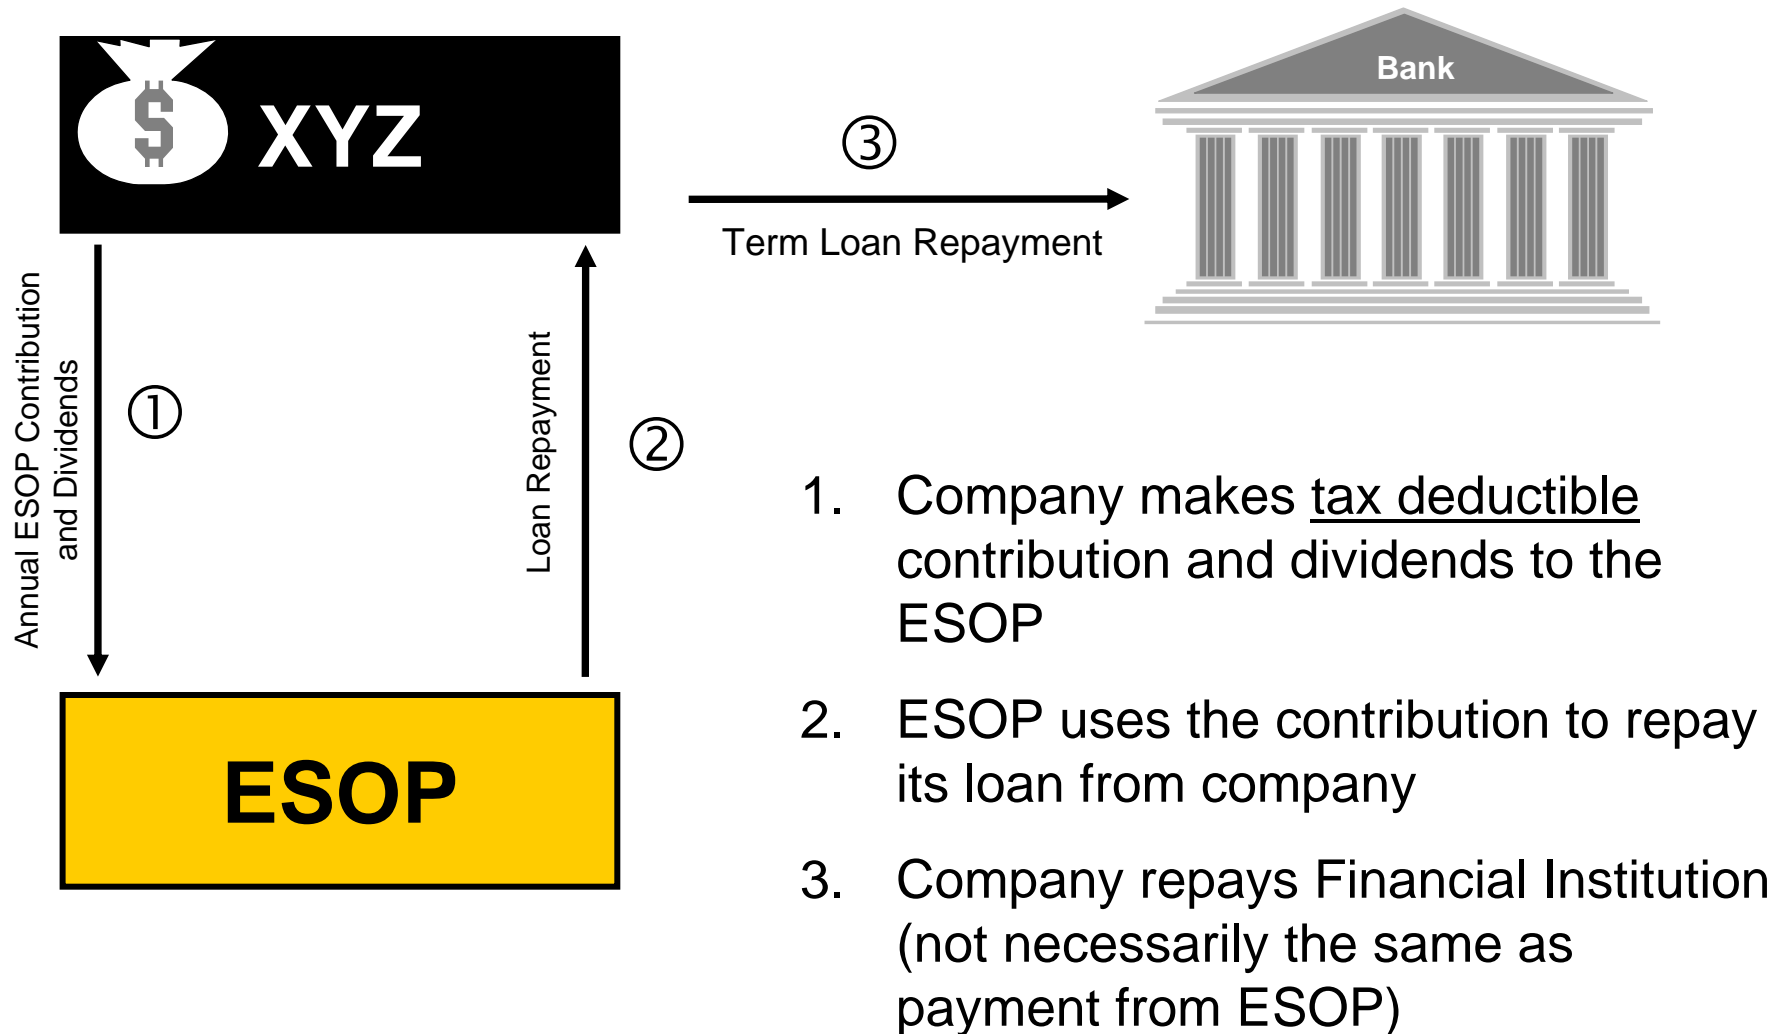 $ XYZ
Bank
③
Term Loan Repayment
Annual ESOP Contribution
and Dividends
①
Loan Repayment
②
ESOP
1. Company makes tax deductible
contribution and dividends to the
ESOP
2. ESOP uses the contribution to repay
its loan from company
3. Company repays Financial Institution
(not necessarily the same as
payment from ESOP)